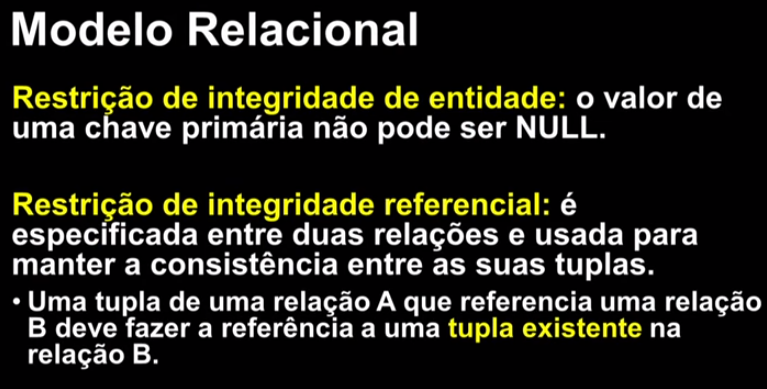 Modelo Relacional
Restrição de integridade de entidade: o valor de
uma chave primária não pode ser NULL.
Restrição de integridade referencial: é
especificada entre duas relações e usada para
manter a consistência entre as suas tuplas.
• Uma tupla de uma relação A que referencia uma relação
B deve fazer a referência a uma tupla existente na
relação B.